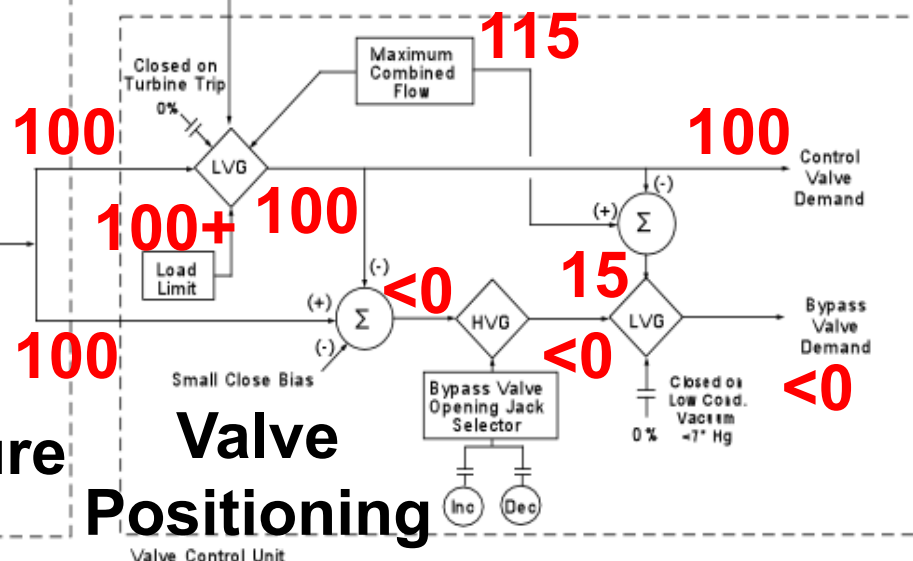 115
Maximum
Combined
Flow
Closed on
Turbine Trip
0%
100
100
LVG
Control
Valve
Demand
(-)
100+
100
(+)
Σ
Load
Limit
(-)
<0
15
(+)
Σ
HVG
LVG
Bypass
Valve
Demand
100
(-)
<0
<0
Small Close Bias
Bypass Valve
Opening Jack
Selector
Closed on
Low Cond.
Vacuum
<7" Hg
0%
ure
Valve
Positioning
Inc
Dec
Valve Control Unit